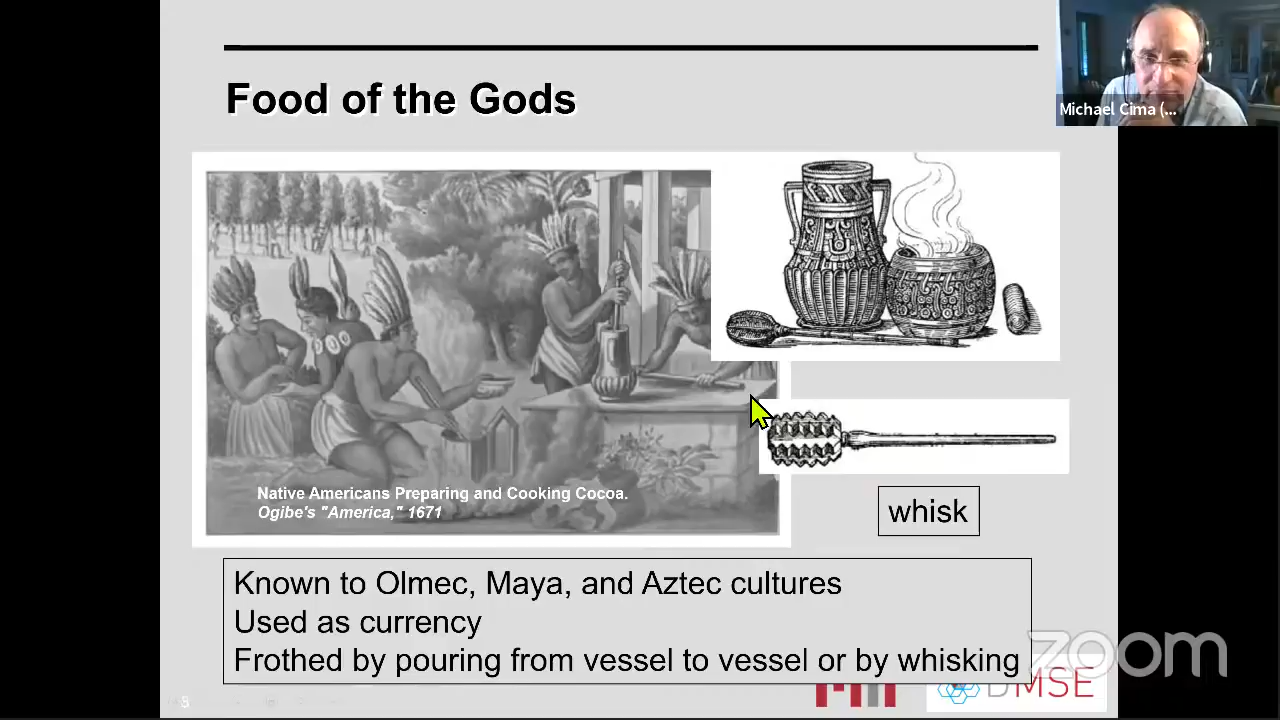 Food of the Gods
Michael Cima (...
Native Americans Preparing and Cooking Cocoa.
Ogibe's "America," 1671
whisk
Known to Olmec, Maya, and Aztec cultures
Used as currency
Frothed by pouring from vessel to vessel or by whisking
zoom
DMSE
8